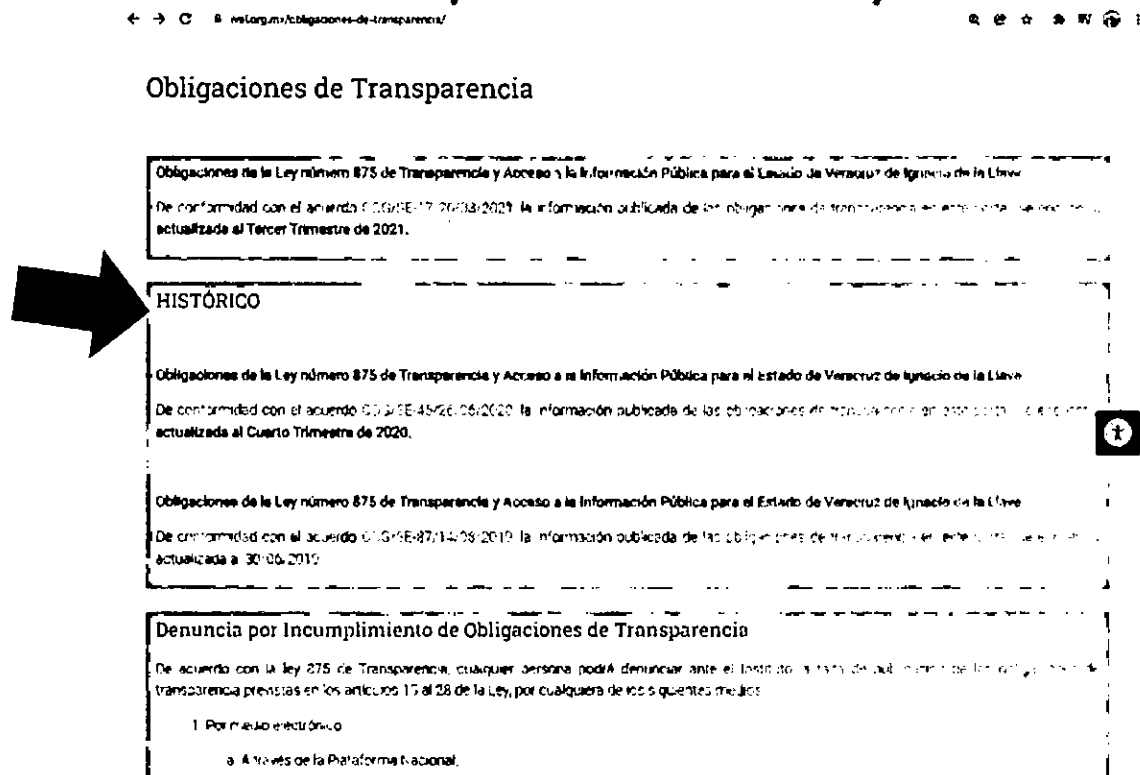 Obligaciones de Transparencia
Obligaciones de la Ley número 875 de Transparencia y Acceso a la Información Pública para el Estado de Veracruz de Ignacio de la Llave
De conformidad con el acuerdo la información publicada de las obligaciones de transparencia en este
actualizada al Tercer Trimestre de 2021.
HISTÓRICO
Obligaciones de la Ley número 875 de Transparencia y Acceso a la Información Pública para el Estado de Veracruz de Ignacio de la Llave
De conformidad con el acuerdo la información publicada de las obligaciones de
actualizada al Cuarto Trimestre de 2020.
Obligaciones de la Ley número 875 de Transparencia y Acceso a la Información Pública para el Estado de Veracruz de Ignacio de la Llave
De conformidad con el acuerdo la información publicada de las obligaciones de
actualizada a 30/06/2019
Denuncia por Incumplimiento de Obligaciones de Transparencia
De acuerdo con la ley 875 de Transparencia, cualquier persona podrá denunciar ante el Instituto la falta de
transparencia previstas en los artículos 15 al 28 de la Ley, por cualquiera de los siguientes medios
1. Por medio electrónico
a. A través de la Plataforma Nacional,